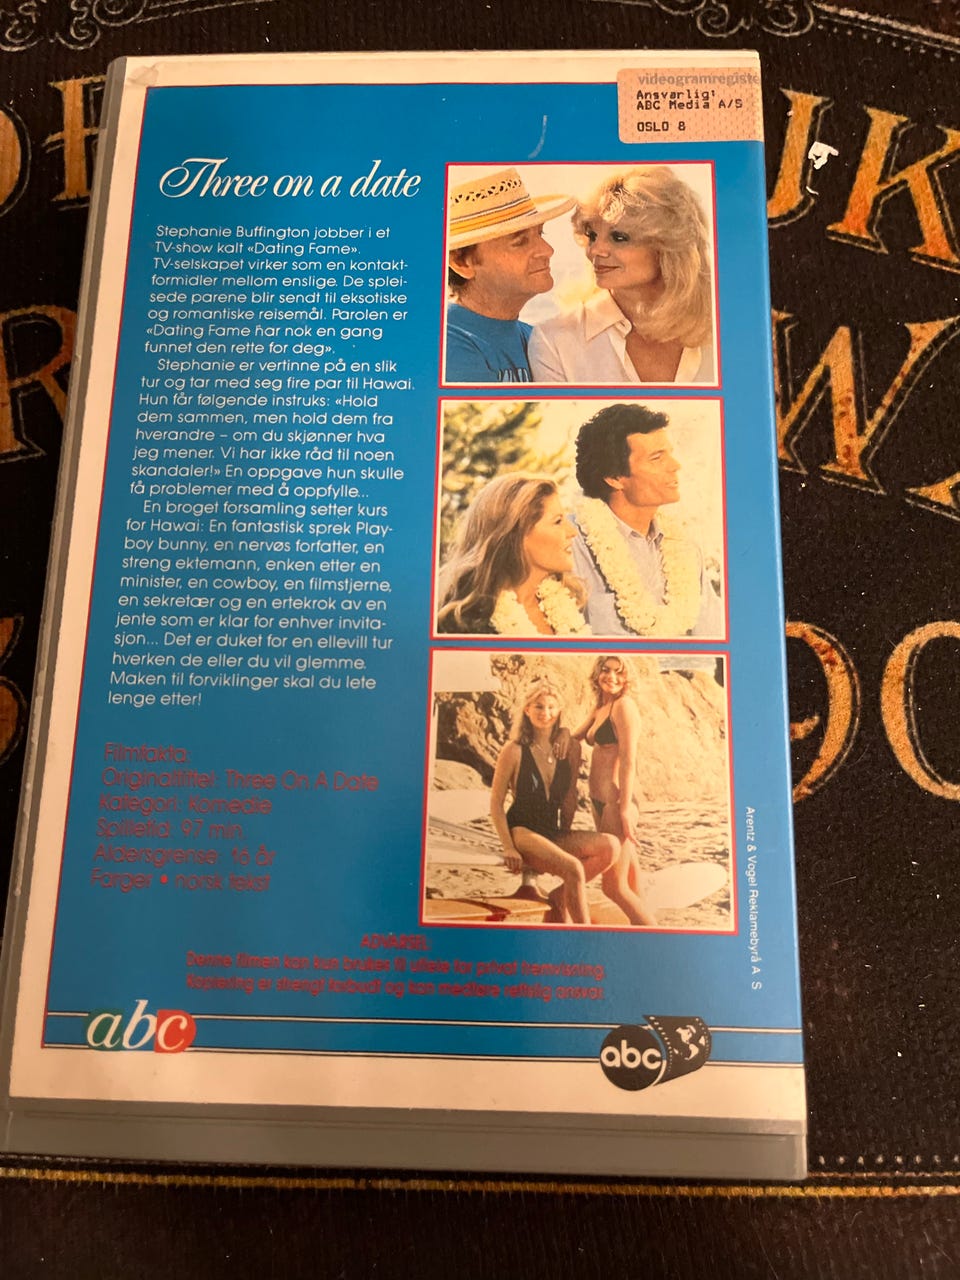 videogramregiste
Ansvarlig:
ABC Media A/S
OSLO 8
Three on a date
Stephanie Buffington jobber i et
TV-show kalt «Dating Fame».
TV-selskapet virker som en kontakt-
formidler mellom enslige. De splei-
sede parene blir sendt til eksotiske
og romantiske reisemål. Parolen er
«Dating Fame har nok en gang
funnet den rette for deg».
Stephanie er vertinne på en slik
tur og tar med seg fire par til Hawai.
Hun får følgende instruks: «Hold
dem sammen, men hold dem fra
hverandre – om du skjønner hva
jeg mener. Vi har ikke råd til noen
skandaler!» En oppgave hun skulle
få problemer med å oppfylle...
En broget forsamling setter kurs
for Hawai: En fantastisk sprek Play-
boy bunny, en nervøs forfatter, en
streng ektemann, enken etter en
minister, en cowboy, en filmstjerne,
en sekretær og en ertekrok av en
jente som er klar for enhver invita-
sjon... Det er duket for en ellevill tur
hverken de eller du vil glemme.
Maken til forviklinger skal du lete
lenge etter!
Filmfakta:
Originaltittel: Three On A Date
Kategori: Komedie
Spilletid: 97 min.
Aldersgrense: 16 år
Farger • norsk tekst
ADVARSEL:
Denne filmen kan kun brukes til utleie for privat fremvisning.
Kopiering er strengt forbudt og kan medføre rettslig ansvar.
Arentz & Vogel Reklamebyrå A S
abc
abc